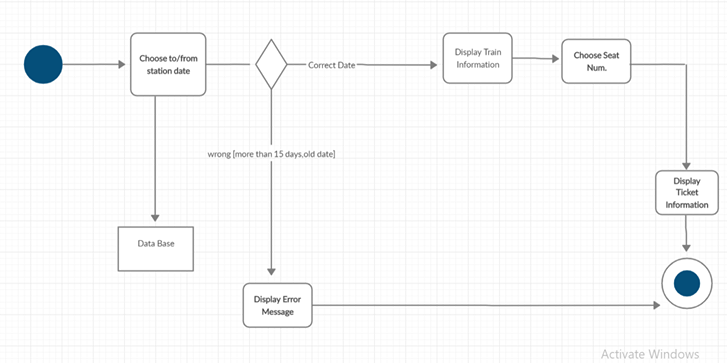 Choose to/from
station date
Correct Date
Display Train
Information
Choose Seat
Num.
wrong [more than 15 days,old date]
Display
Ticket
Information
Data Base
Display Error
Message
Activate Windows